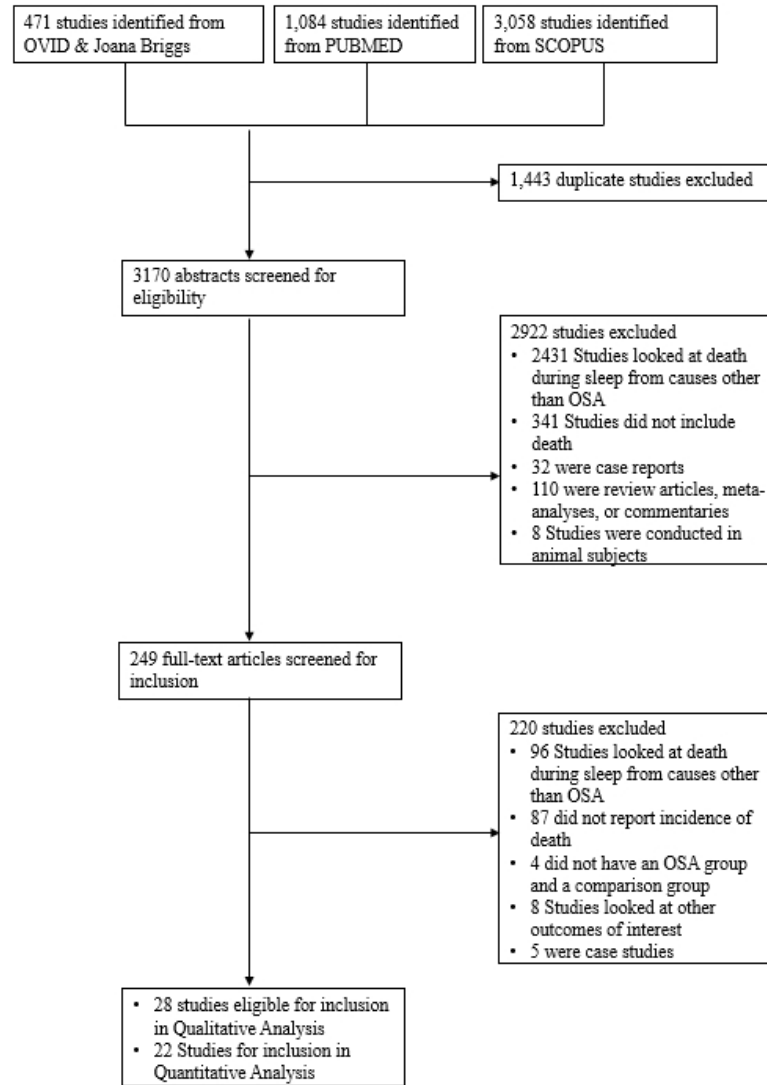 471 studies identified from
OVID & Joana Briggs
1,084 studies identified
from PUBMED
3,058 studies identified
from SCOPUS
1,443 duplicate studies excluded
3170 abstracts screened for
eligibility
2922 studies excluded
• 2431 Studies looked at death
during sleep from causes other
than OSA
• 341 Studies did not include
death
• 32 were case reports
• 110 were review articles, meta-
analyses, or commentaries
• 8 Studies were conducted in
animal subjects
249 full-text articles screened for
inclusion
220 studies excluded
• 96 Studies looked at death
during sleep from causes other
than OSA
• 87 did not report incidence of
death
• 4 did not have an OSA group
and a comparison group
• 8 Studies looked at other
outcomes of interest
• 5 were case studies
• 28 studies eligible for inclusion
in Qualitative Analysis
• 22 Studies for inclusion in
Quantitative Analysis